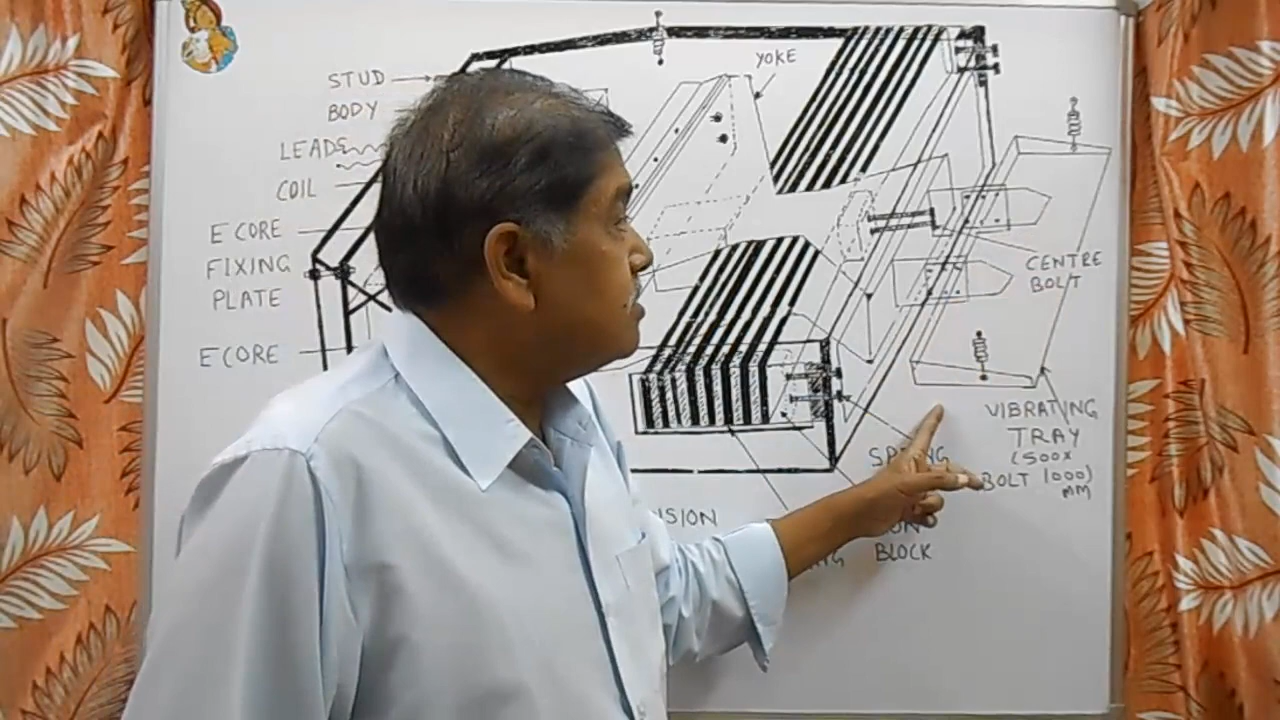 STUD
BODY
LEADS
COIL
E CORE
FIXING
PLATE
E CORE
YOKE
CENTRE
BOLT
VIBRATING
TRAY
(500X
1000)
MM
BOLT
BLOCK